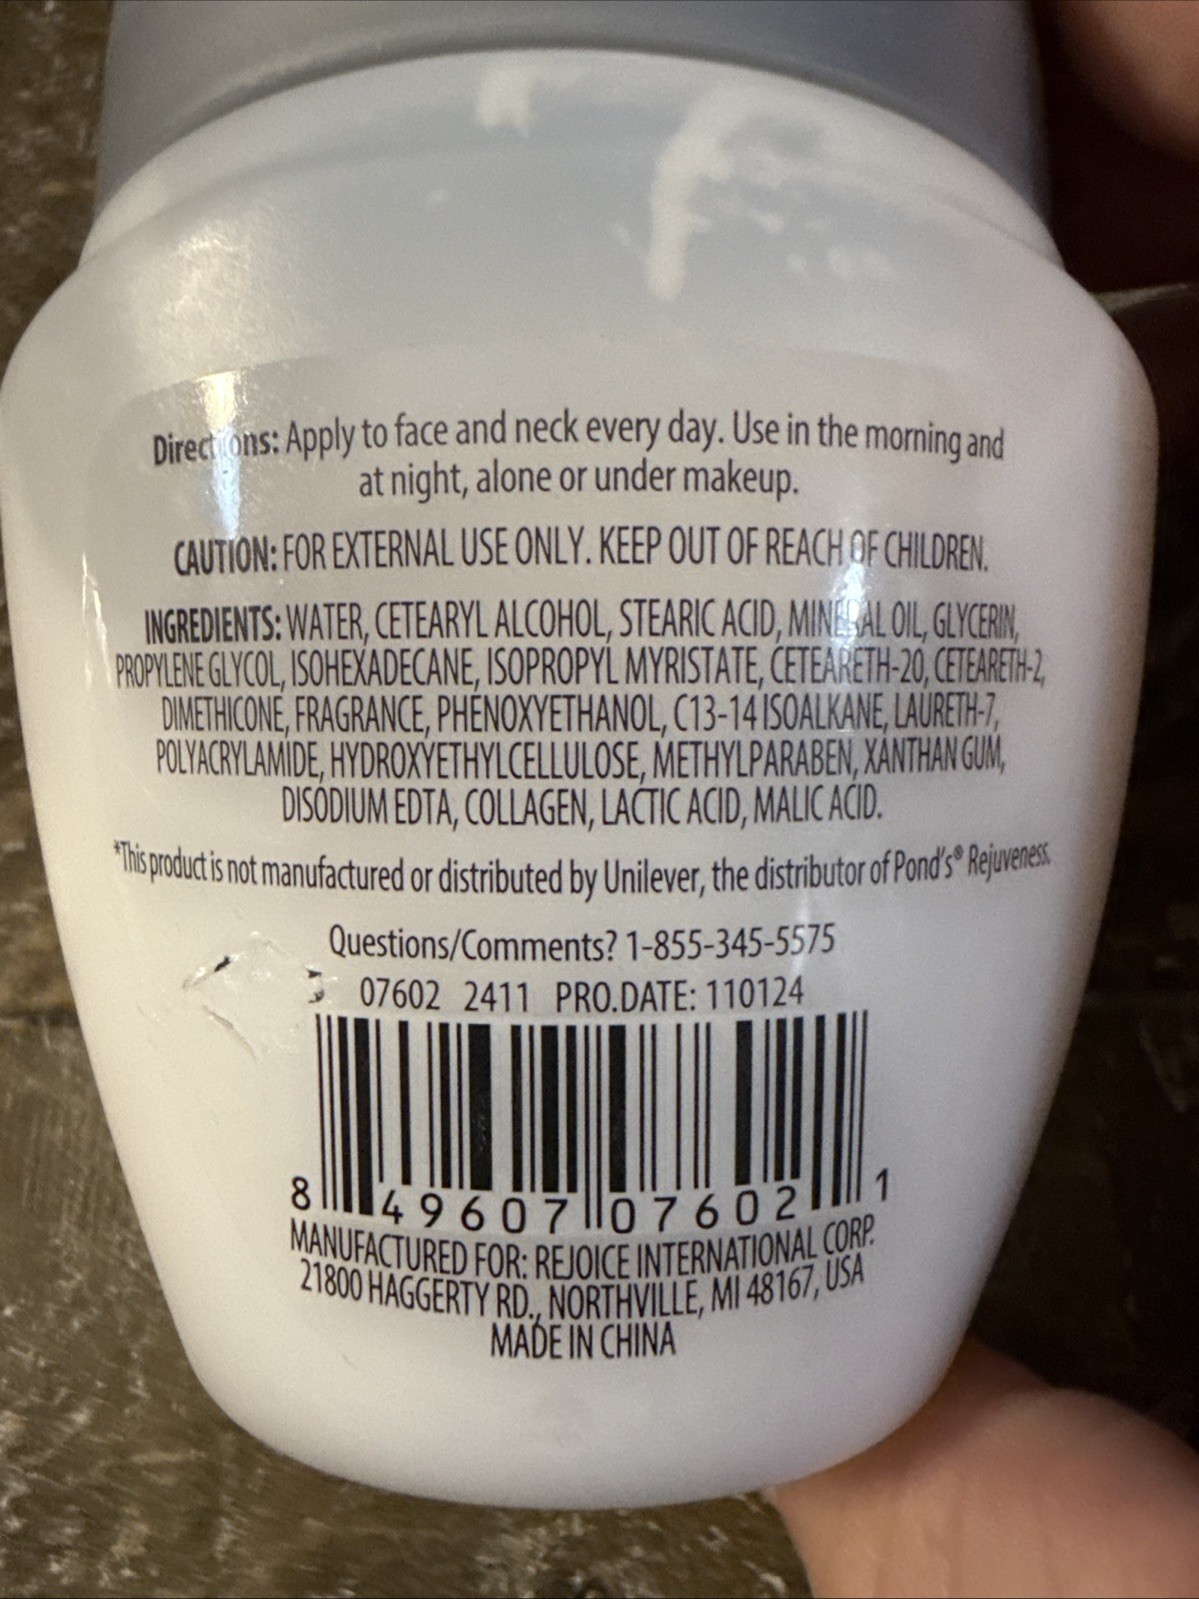 Directions: Apply to face and neck every day. Use in the morning and
at night, alone or under makeup.
CAUTION: FOR EXTERNAL USE ONLY. KEEP OUT OF REACH OF CHILDREN.
INGREDIENTS: WATER, CETEARYL ALCOHOL, STEARIC ACID, MINERAL OIL, GLYCERIN,
PROPYLENE GLYCOL, ISOHEXADECANE, ISOPROPYL MYRISTATE, CETEARETH-20, CETEARETH-2,
DIMETHICONE, FRAGRANCE, PHENOXYETHANOL, C13-14 ISOALKANE, LAURETH-7,
POLYACRYLAMIDE, HYDROXYETHYLCELLULOSE, METHYLPARABEN, XANTHAN GUM,
DISODIUM EDTA, COLLAGEN, LACTIC ACID, MALIC ACID.
*This product is not manufactured or distributed by Unilever, the distributor of Pond's® Rejuveness.
Questions/Comments? 1-855-345-5575
07602 2411 PRO.DATE: 110124
8 49607 07602 1
MANUFACTURED FOR: REJOICE INTERNATIONAL CORP.
21800 HAGGERTY RD., NORTHVILLE, MI 48167, USA
MADE IN CHINA